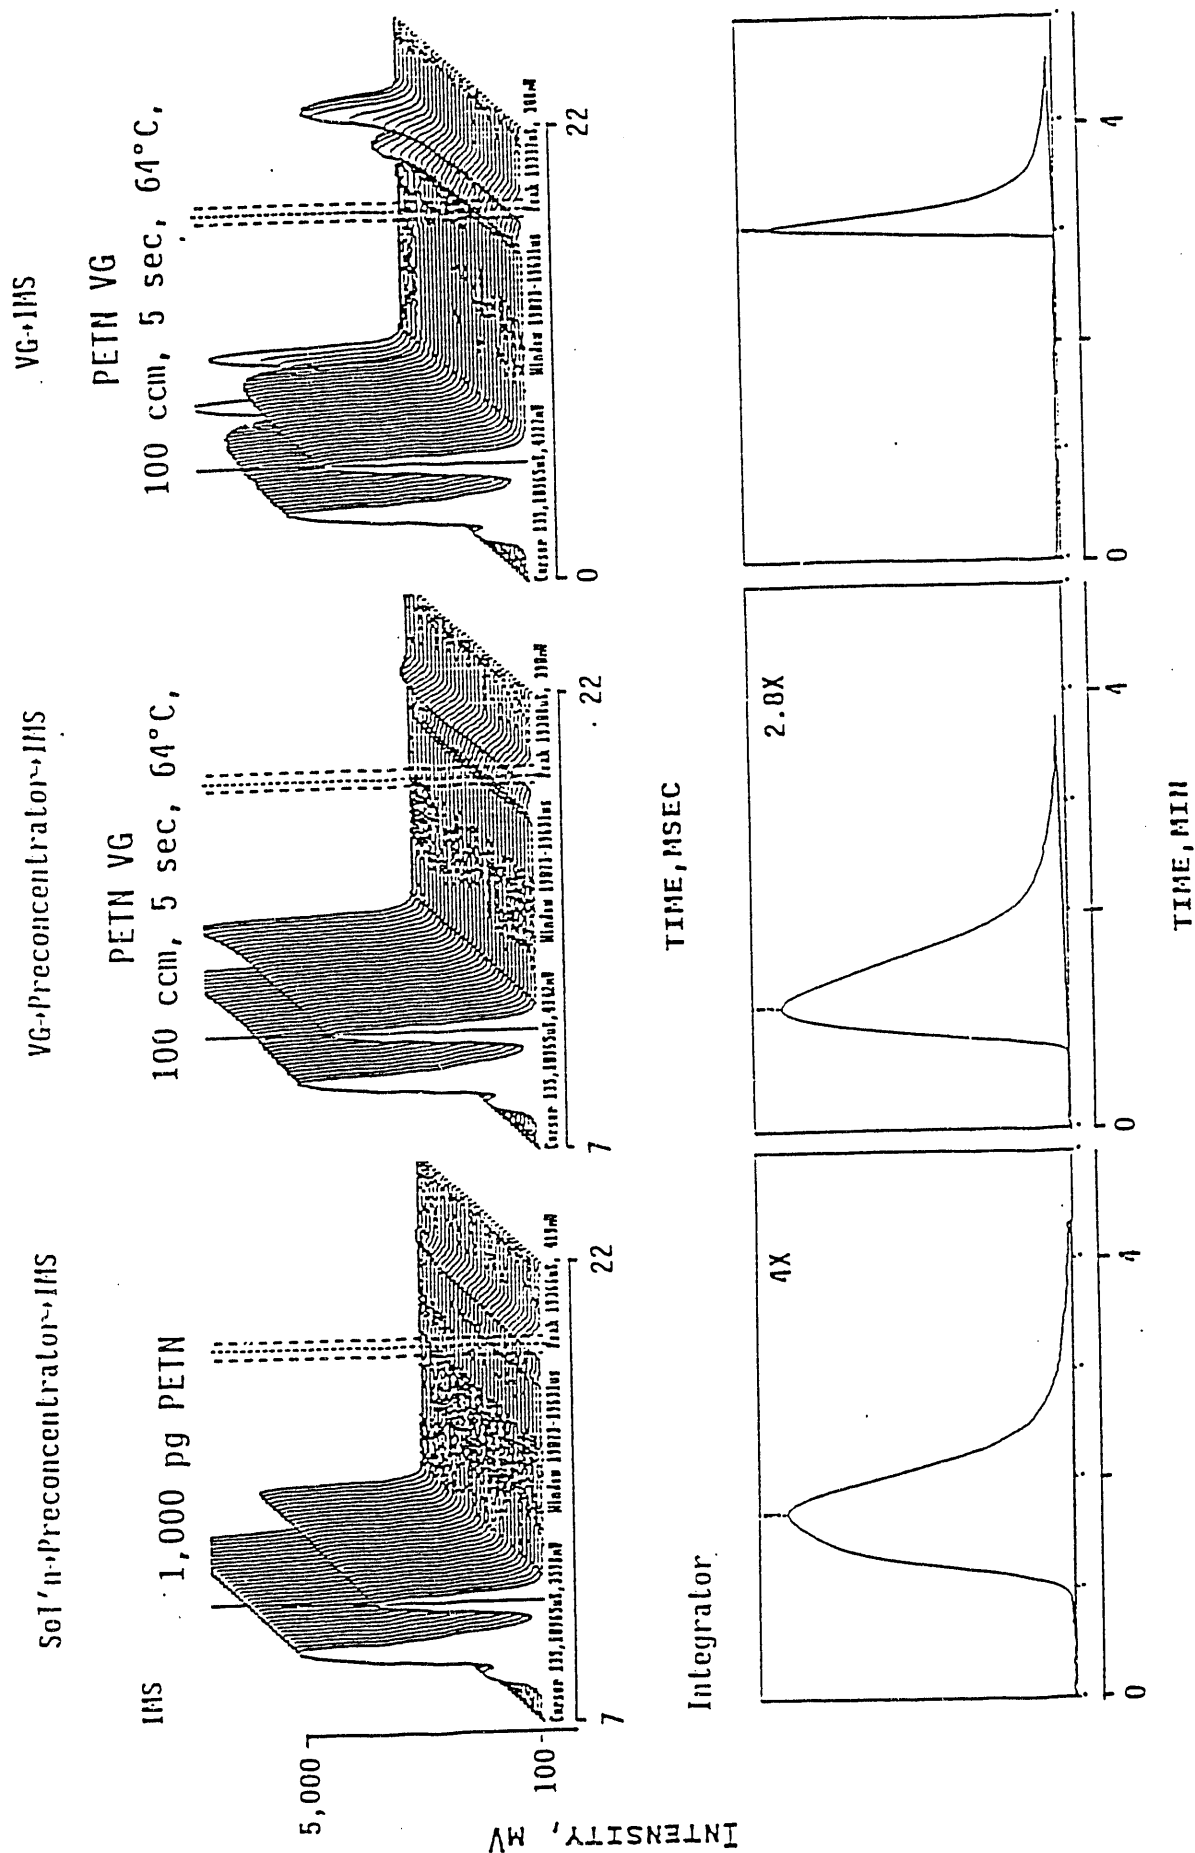 Sol'n→Preconcentrator→IMS
VG→Preconcentrator→IMS
VG→IMS
IMS
1,000 pg PETN
PETN VG
100 ccm, 5 sec, 64°C,
PETN VG
100 ccm, 5 sec, 64°C,
INTENSITY, MV
5,000
100
7
22
7
22
0
22
TIME, MSEC
Integrator
4X
2.8X
0
4
0
4
0
4
TIME, MIN